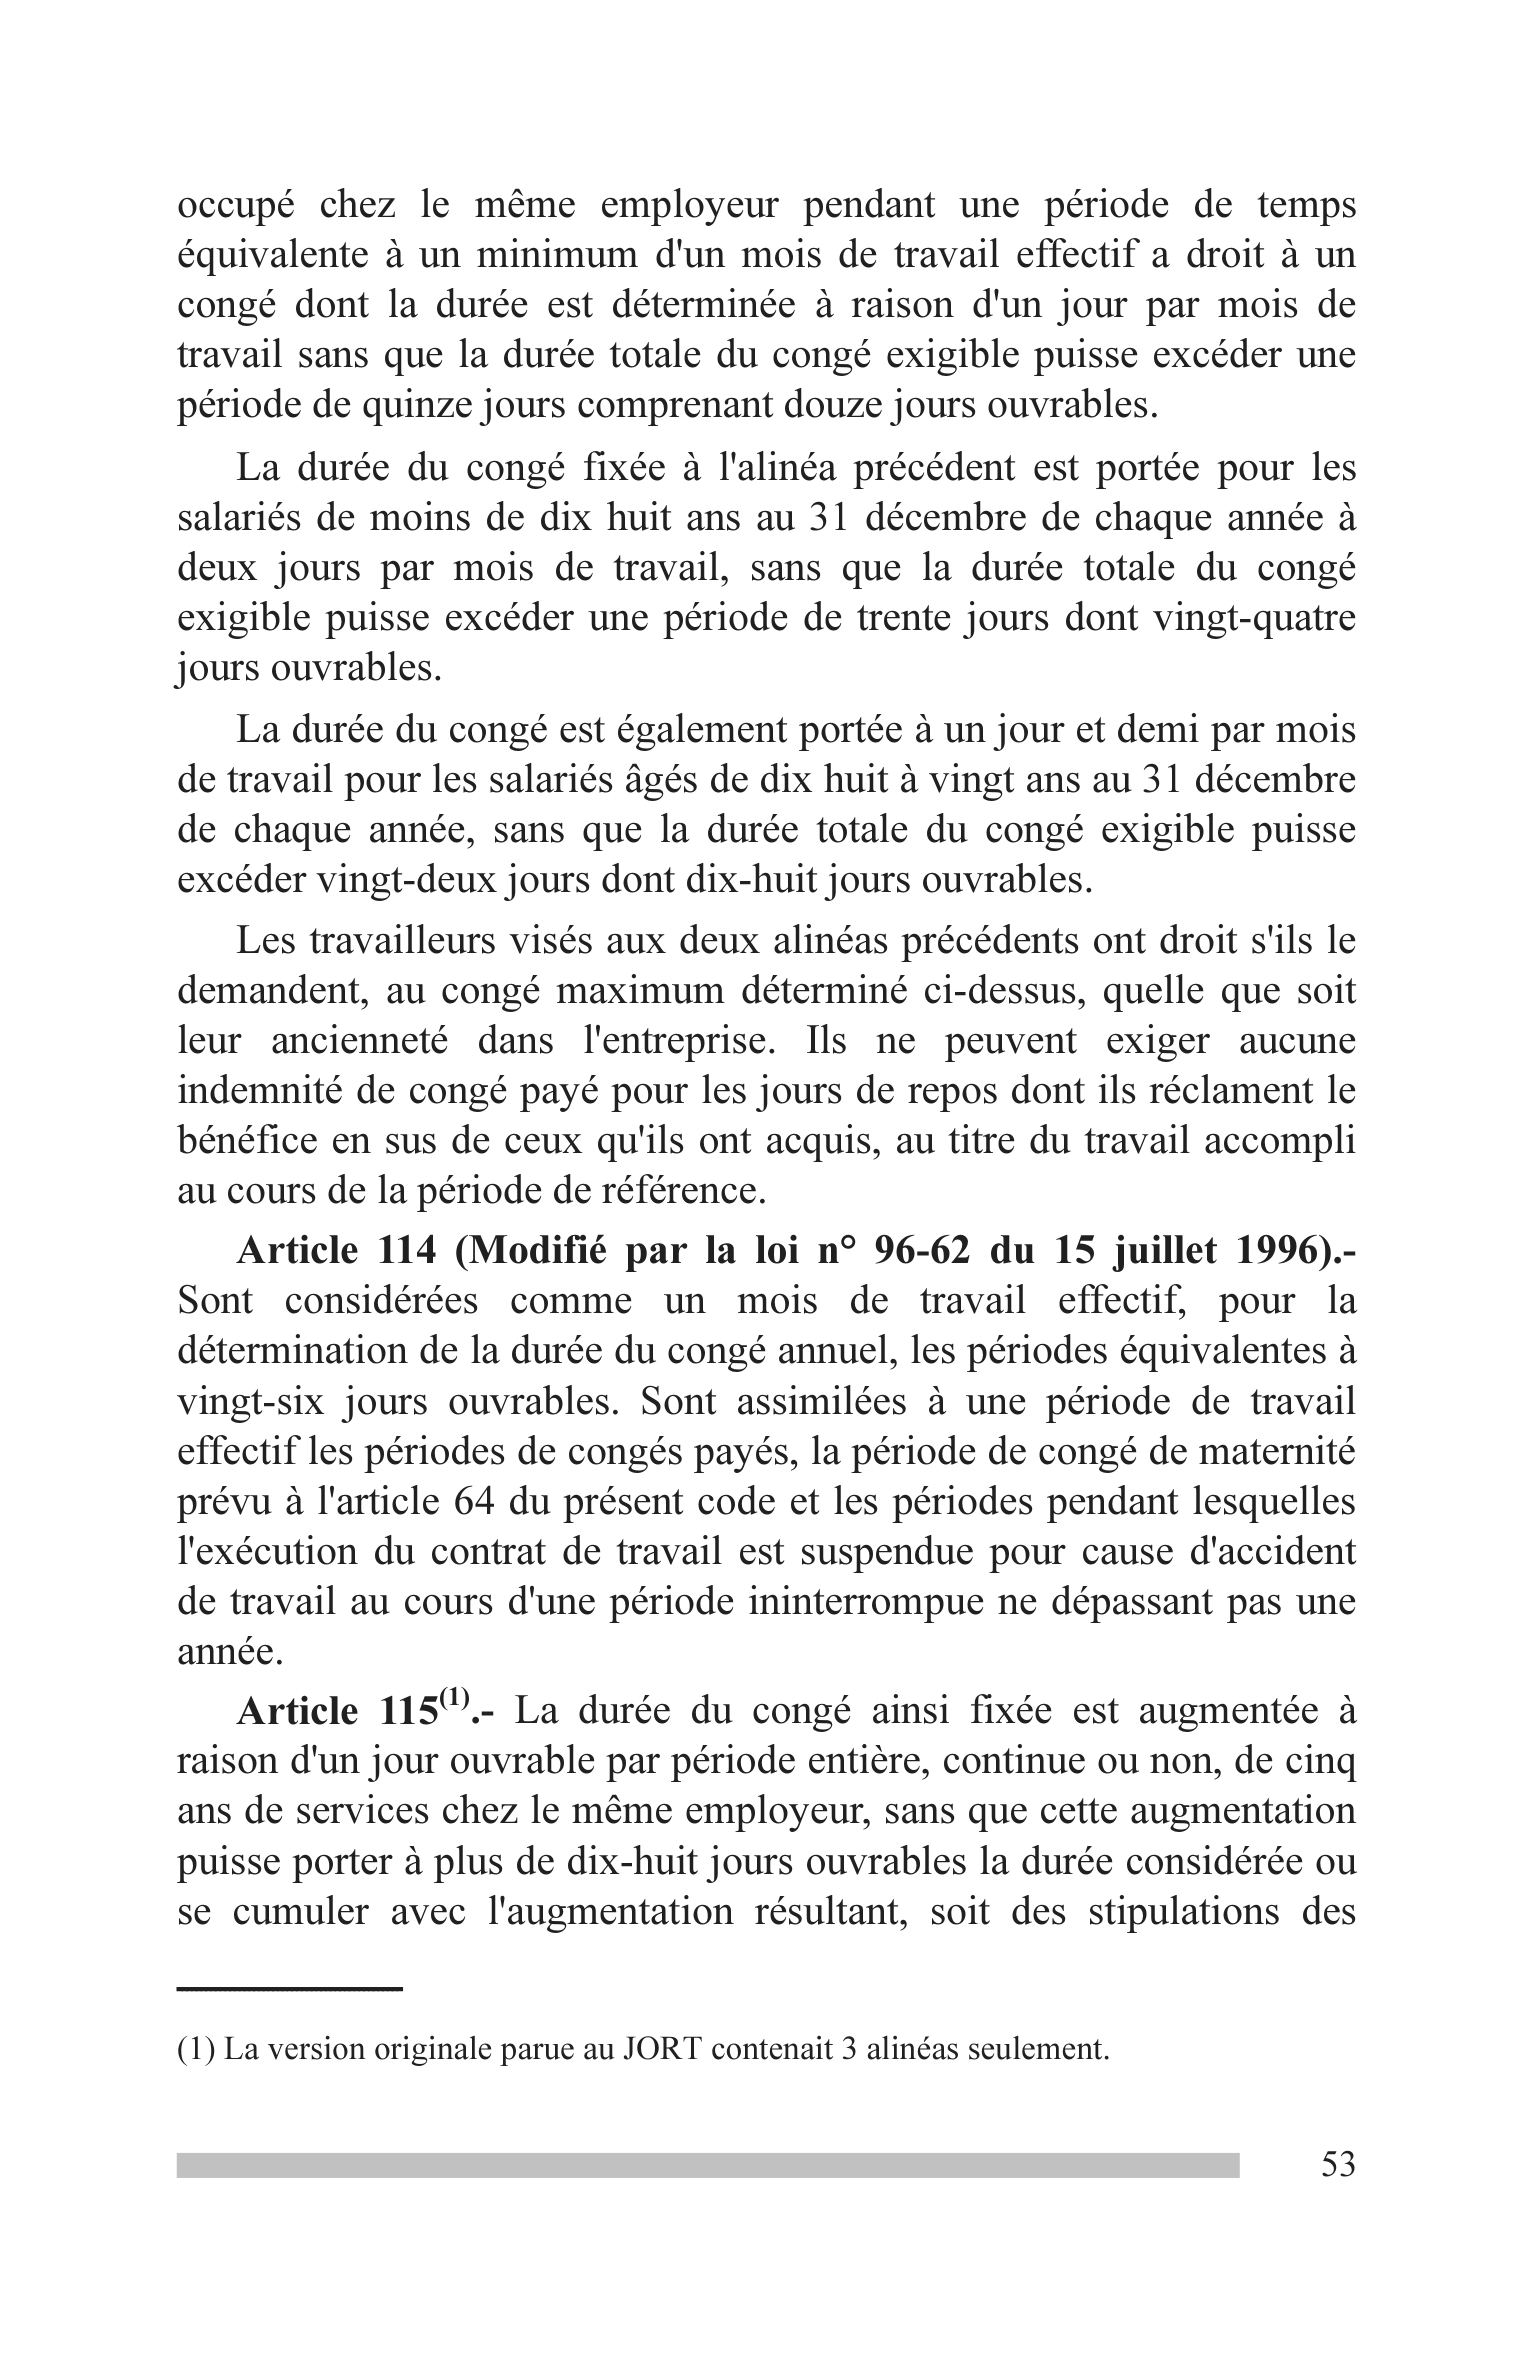 occupé chez le même employeur pendant une période de temps
équivalente à un minimum d'un mois de travail effectif a droit à un
congé dont la durée est déterminée à raison d'un jour par mois de
travail sans que la durée totale du congé exigible puisse excéder une
période de quinze jours comprenant douze jours ouvrables.
La durée du congé fixée à l'alinéa précédent est portée pour les
salariés de moins de dix huit ans au 31 décembre de chaque année à
deux jours par mois de travail, sans que la durée totale du congé
exigible puisse excéder une période de trente jours dont vingt-quatre
jours ouvrables.
La durée du congé est également portée à un jour et demi par mois
de travail pour les salariés âgés de dix huit à vingt ans au 31 décembre
de chaque année, sans que la durée totale du congé exigible puisse
excéder vingt-deux jours dont dix-huit jours ouvrables.
Les travailleurs visés aux deux alinéas précédents ont droit s'ils le
demandent, au congé maximum déterminé ci-dessus, quelle que soit
leur ancienneté dans l'entreprise. Ils ne peuvent exiger aucune
indemnité de congé payé pour les jours de repos dont ils réclament le
bénéfice en sus de ceux qu'ils ont acquis, au titre du travail accompli
au cours de la période de référence.
Article 114 (Modifié par la loi n° 96-62 du 15 juillet 1996).-
Sont considérées comme un mois de travail effectif, pour la
détermination de la durée du congé annuel, les périodes équivalentes à
vingt-six jours ouvrables. Sont assimilées à une période de travail
effectif les périodes de congés payés, la période de congé de maternité
prévu à l'article 64 du présent code et les périodes pendant lesquelles
l'exécution du contrat de travail est suspendue pour cause d'accident
de travail au cours d'une période ininterrompue ne dépassant pas une
année.
Article 115(1).- La durée du congé ainsi fixée est augmentée à
raison d'un jour ouvrable par période entière, continue ou non, de cinq
ans de services chez le même employeur, sans que cette augmentation
puisse porter à plus de dix-huit jours ouvrables la durée considérée ou
se cumuler avec l'augmentation résultant, soit des stipulations des
(1) La version originale parue au JORT contenait 3 alinéas seulement.
53